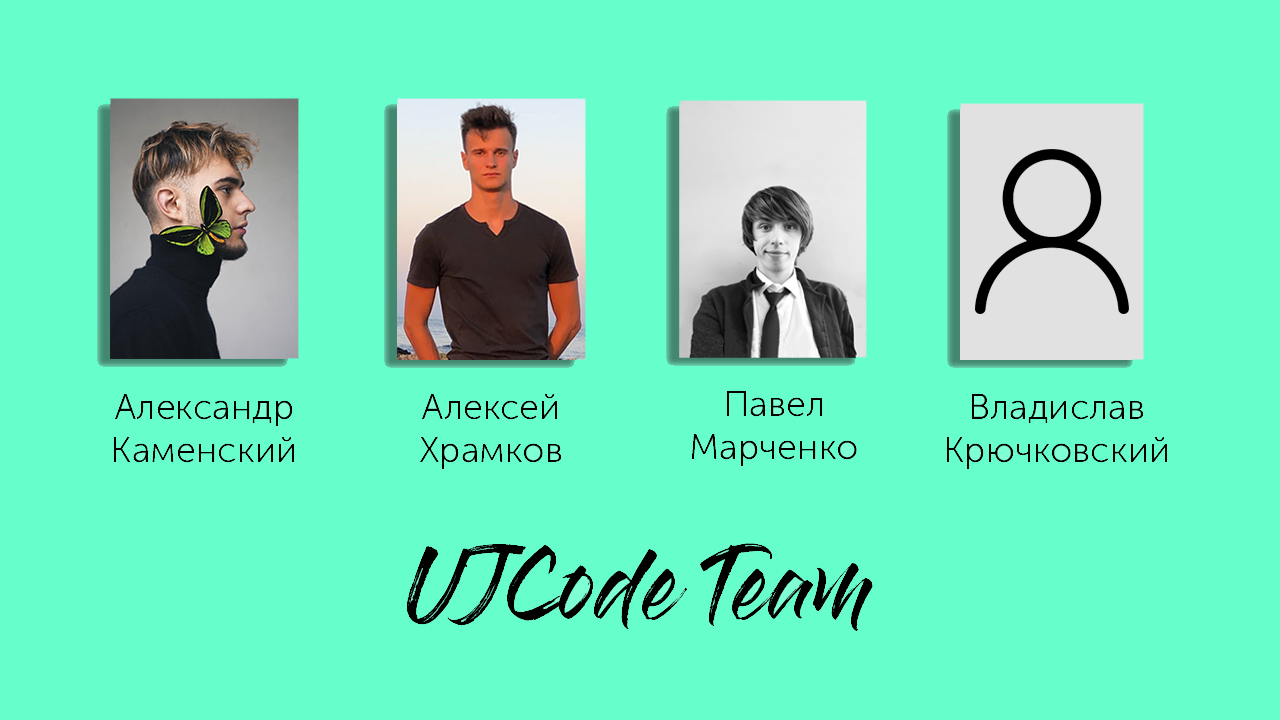 Александр
Каменский
Алексей
Храмков
Павел
Марченко
Владислав
Крючковский
UJCode Team